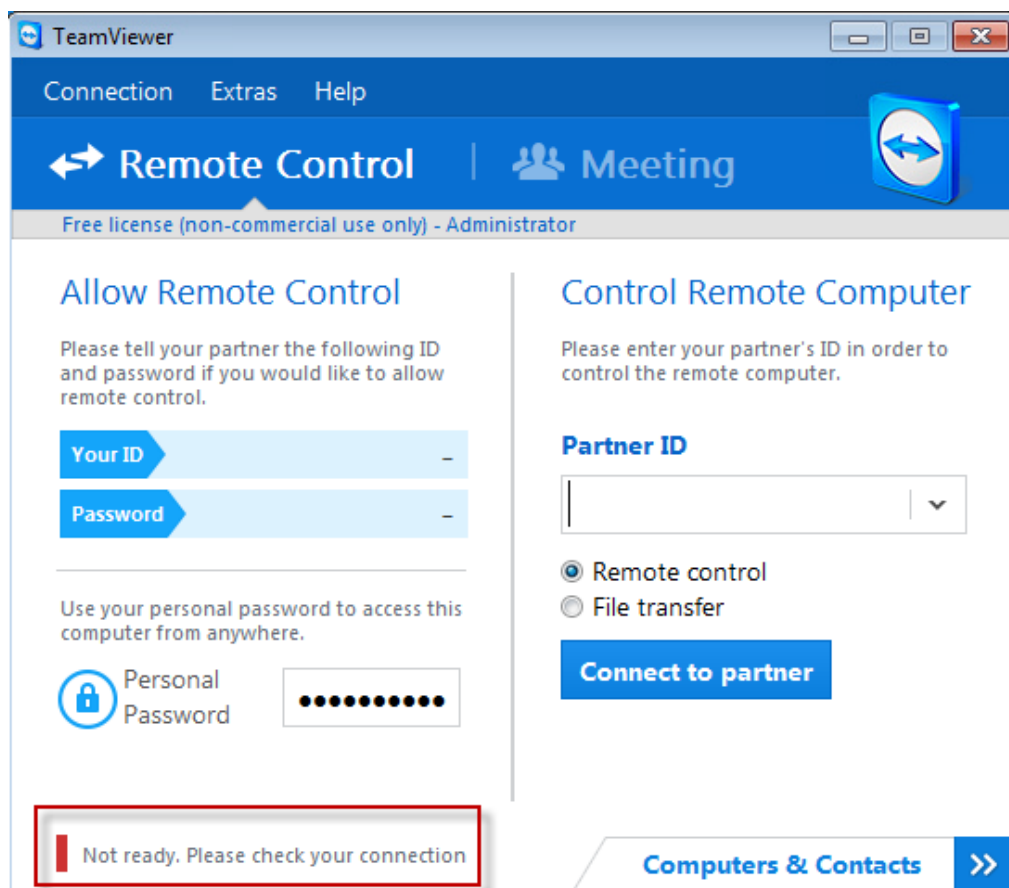 TeamViewer
Connection Extras Help
Remote Control | Meeting
Free license (non-commercial use only) - Administrator
Allow Remote Control
Please tell your partner the following ID
and password if you would like to allow
remote control.
Your ID –
Password –
Use your personal password to access this
computer from anywhere.
Personal
Password ●●●●●●●●●●
Not ready. Please check your connection
Control Remote Computer
Please enter your partner's ID in order to
control the remote computer.
Partner ID
Remote control
File transfer
Connect to partner
Computers & Contacts